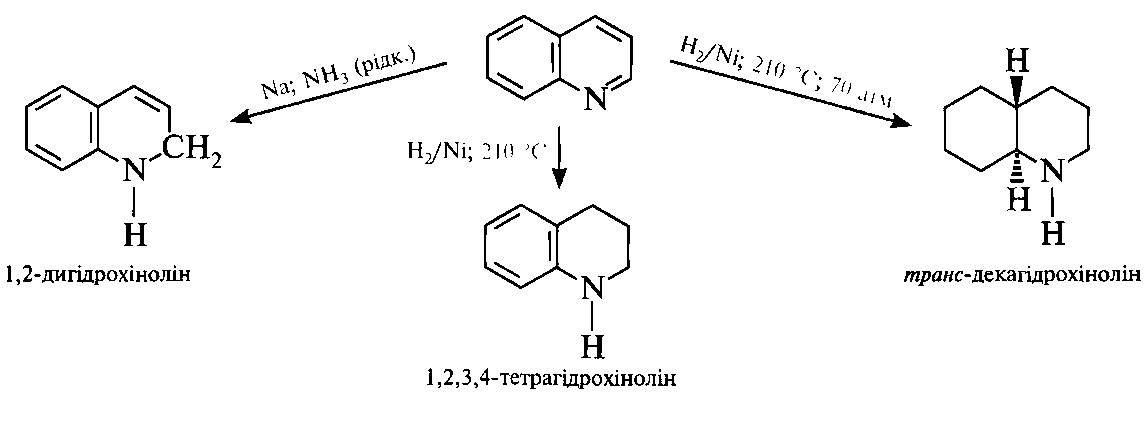 Na; NH3 (рідк.)
H2/Ni; 210 °C; 70 атм
H2/Ni; 210 °C
N
CH2
N
H
1,2-дигідрохінолін
N
H
1,2,3,4-тетрагідрохінолін
H
H
N
H
транс-декагідрохінолін